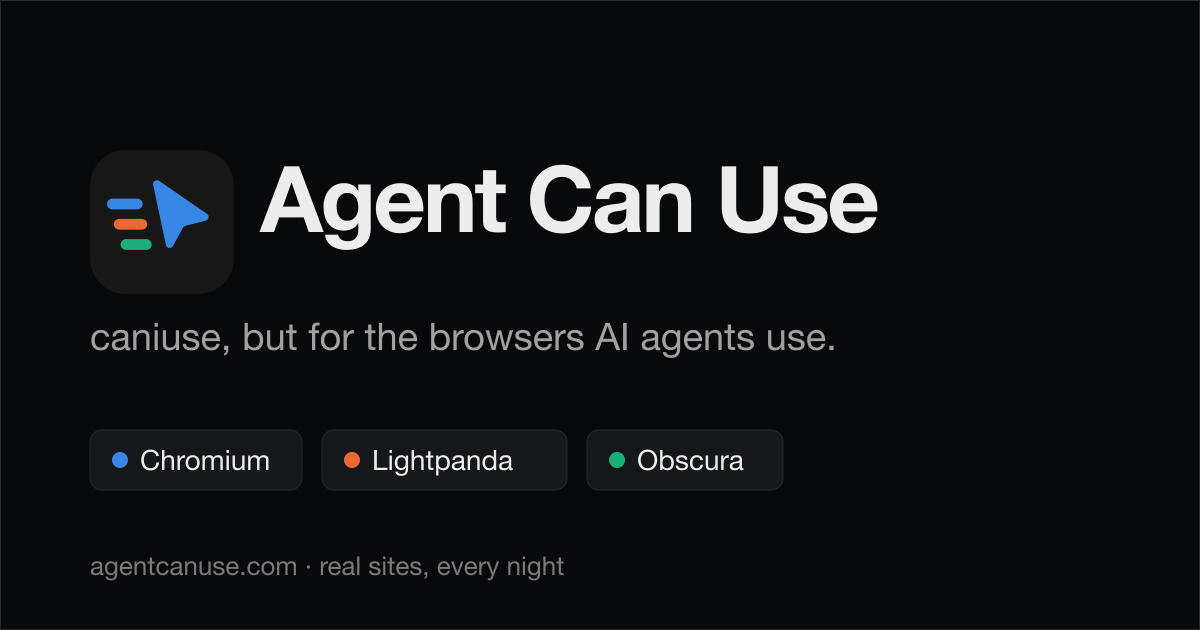 Agent Can Use
caniuse, but for the browsers AI agents use.
Chromium
Lightpanda
Obscura
agentcanuse.com · real sites, every night